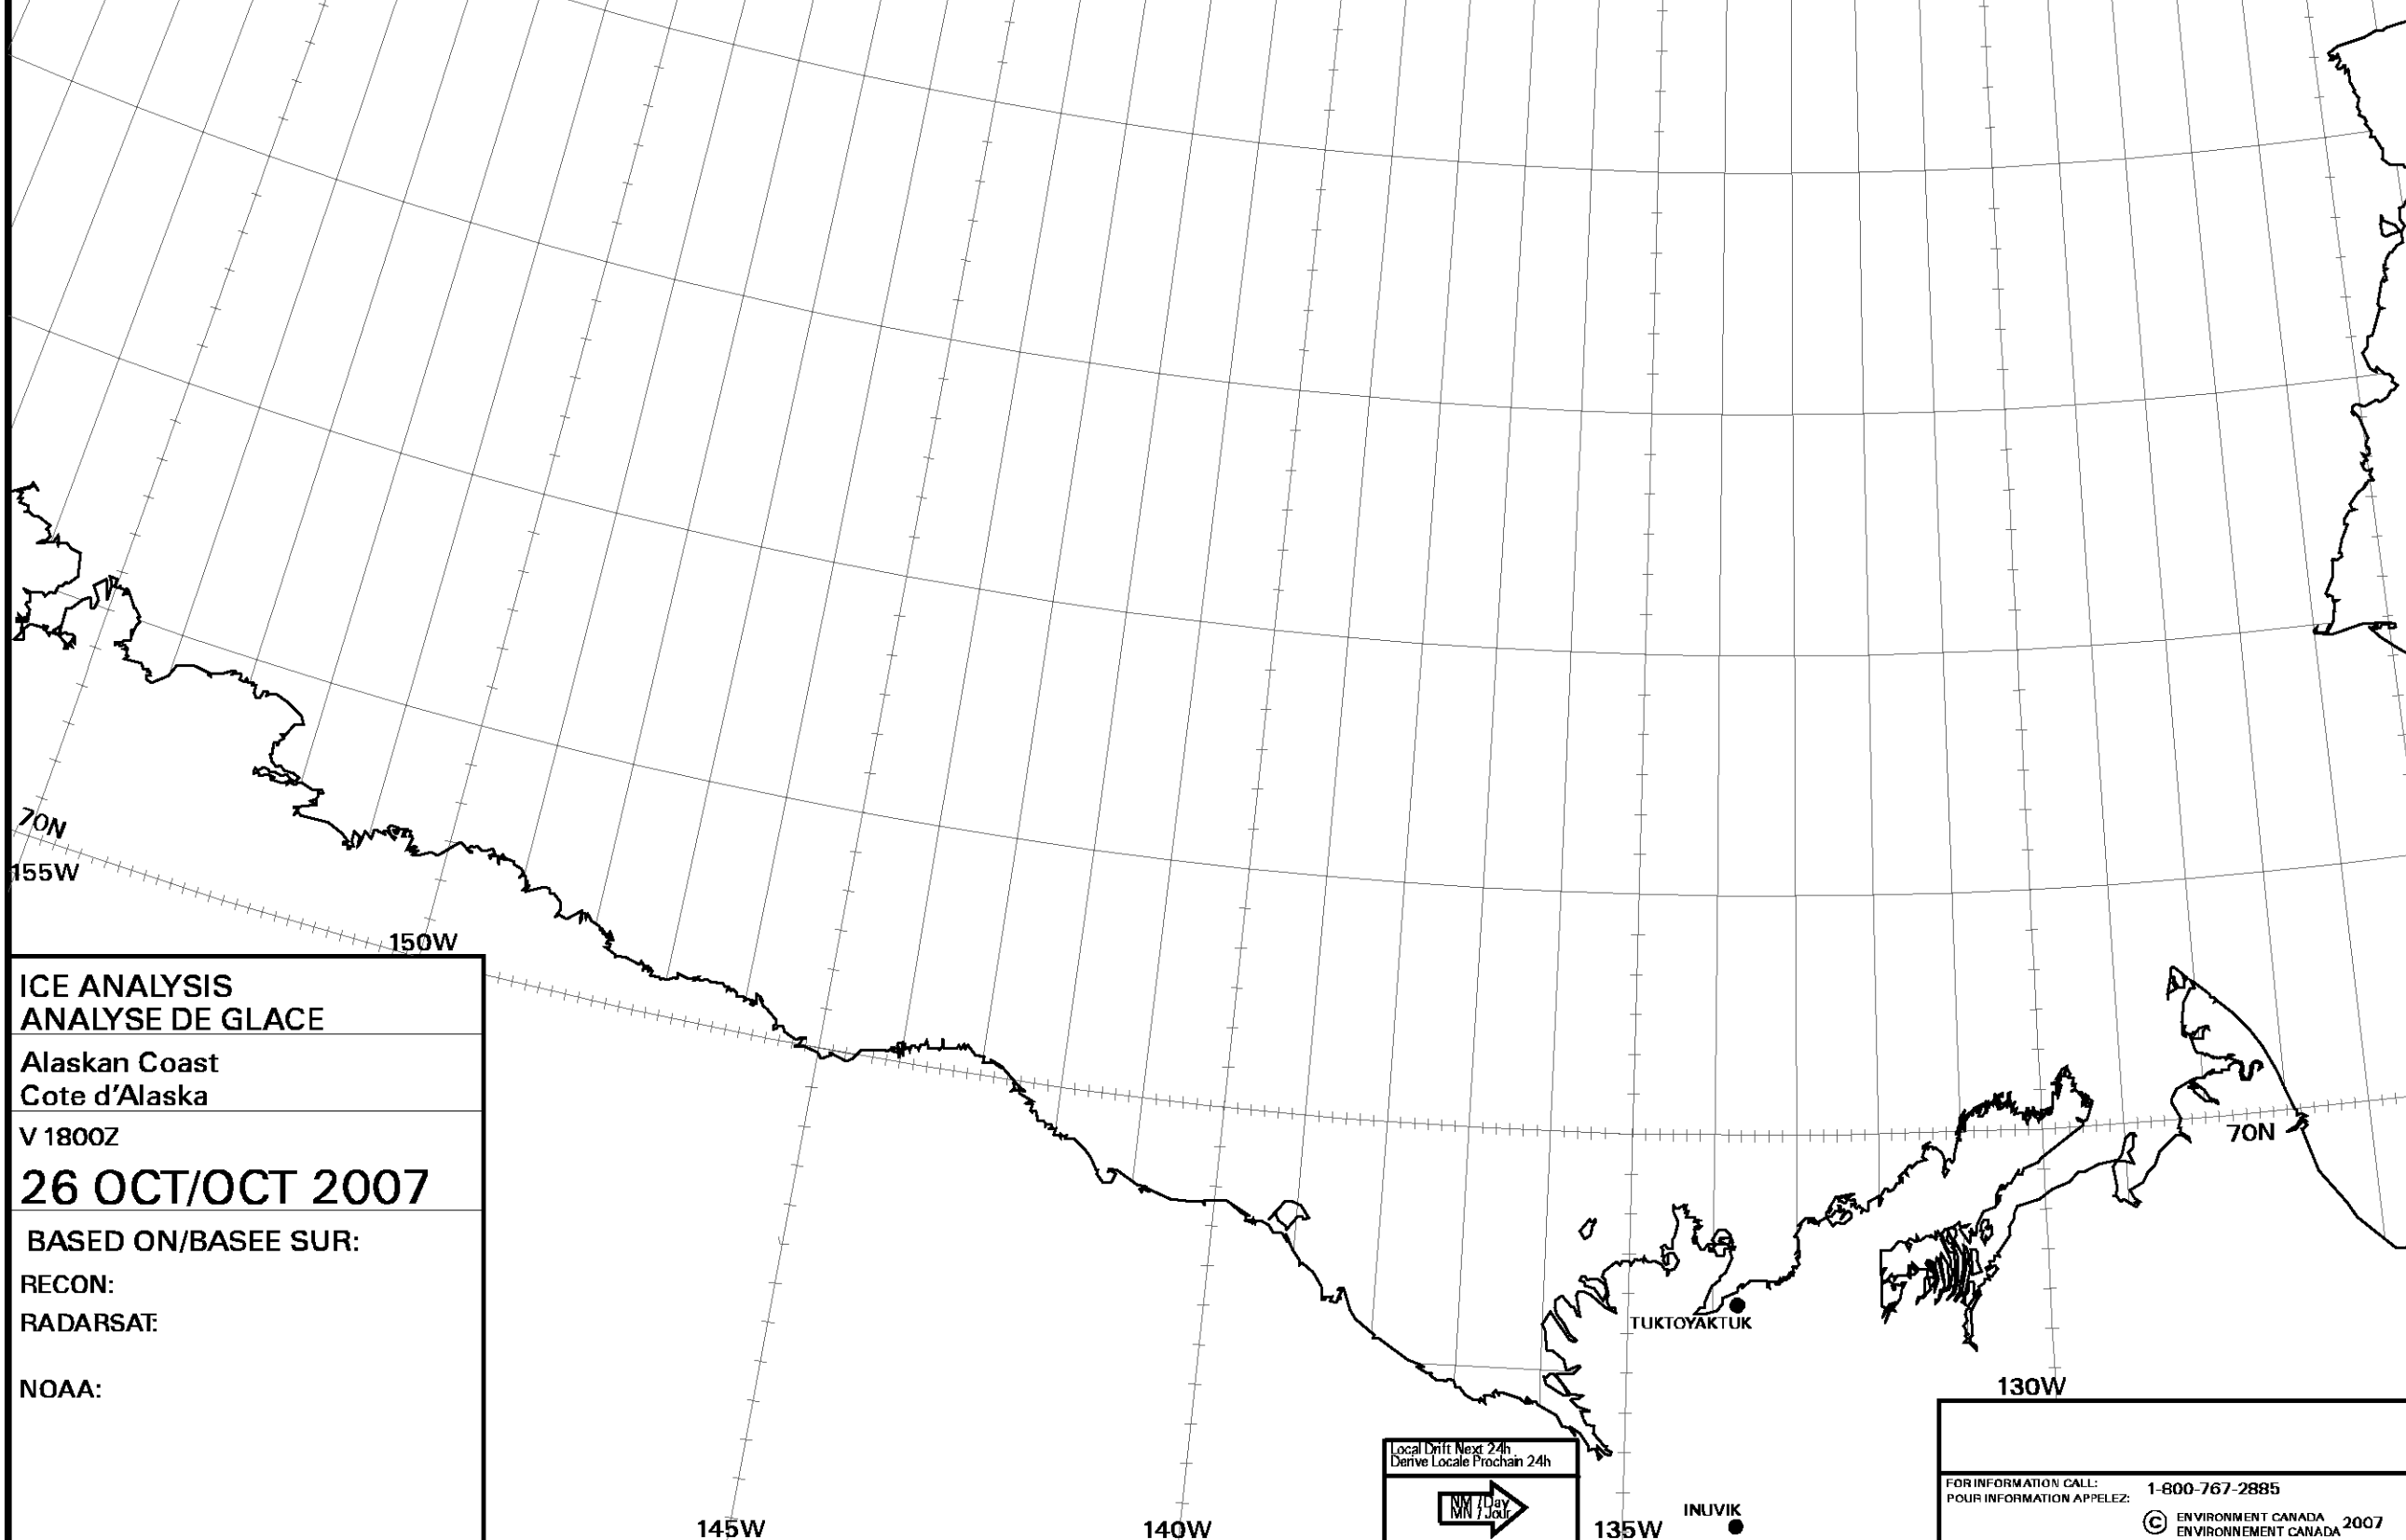 70N
155W
150W
ICE ANALYSIS
ANALYSE DE GLACE
Alaskan Coast
Cote d'Alaska
V 1800Z
26 OCT/OCT 2007
BASED ON/BASEE SUR:
RECON:
RADARSAT:
NOAA:
145W
140W
Local Drift Next 24h
Derive Locale Prochain 24h
NM /Day
MN / Jour
135W
TUKTOYAKTUK
INUVIK
70N
130W
FOR INFORMATION CALL: 1-800-767-2885
POUR INFORMATION APPELEZ:
© ENVIRONMENT CANADA 2007
ENVIRONNEMENT CANADA